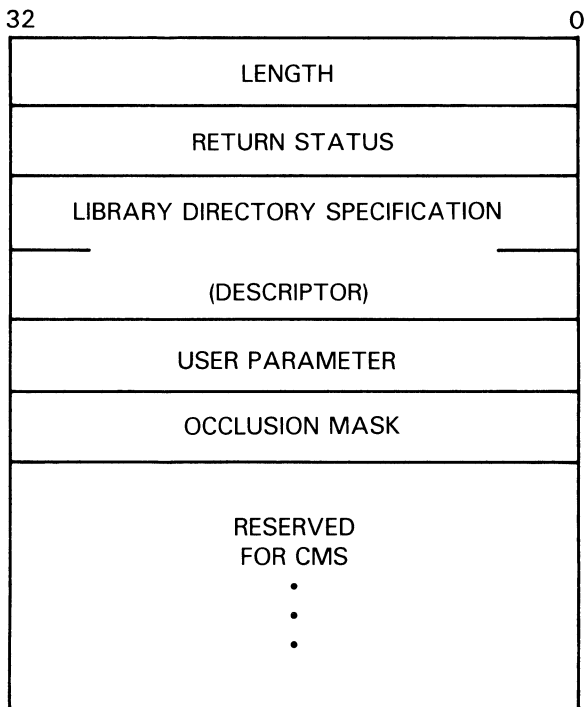 32 0
LENGTH
RETURN STATUS
LIBRARY DIRECTORY SPECIFICATION
(DESCRIPTOR)
USER PARAMETER
OCCLUSION MASK
RESERVED
FOR CMS
•
•
•